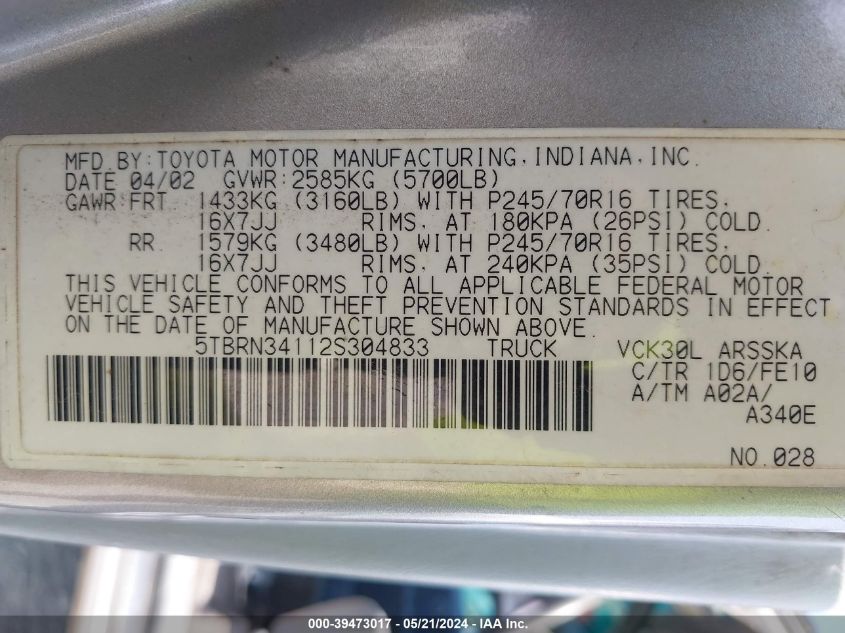 MFD.BY:TOYOTA MOTOR MANUFACTURING,INDIANA,INC.
DATE 04/02 GVWR:2585KG (5700LB)
GAWR:FRT 1433KG (3160LB) WITH P245/70R16 TIRES.
16X7JJ RIMS, AT 180KPA (26PSI) COLD.
RR 1579KG (3480LB) WITH P245/70R16 TIRES.
16X7JJ RIMS, AT 240KPA (35PSI) COLD.
THIS VEHICLE CONFORMS TO ALL APPLICABLE FEDERAL MOTOR
VEHICLE SAFETY AND THEFT PREVENTION STANDARDS IN EFFECT
ON THE DATE OF MANUFACTURE SHOWN ABOVE.
5TBRN34112S304833 TRUCK VCK30L ARSSKA
C/TR 1D6/FE10
A/TM A02A/
A340E
NO.028
000-39473017 - 05/21/2024 - IAA Inc.